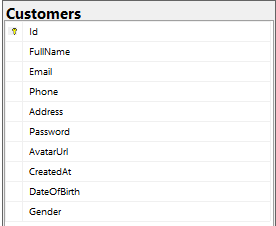 Customers
Id
FullName
Email
Phone
Address
Password
AvatarUrl
CreatedAt
DateOfBirth
Gender